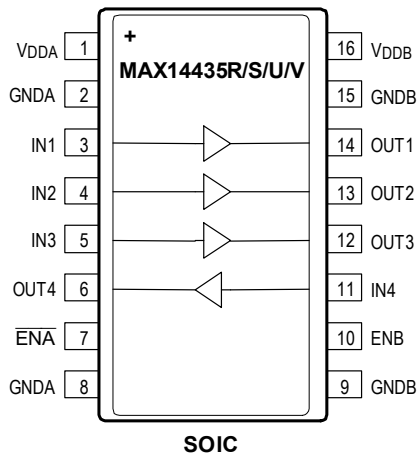 +
MAX14435R/S/U/V
VDDA 1 16 VDDB
GNDA 2 15 GNDB
IN1 3 14 OUT1
IN2 4 13 OUT2
IN3 5 12 OUT3
OUT4 6 11 IN4
E̅N̅A̅ 7 10 ENB
GNDA 8 9 GNDB
SOIC